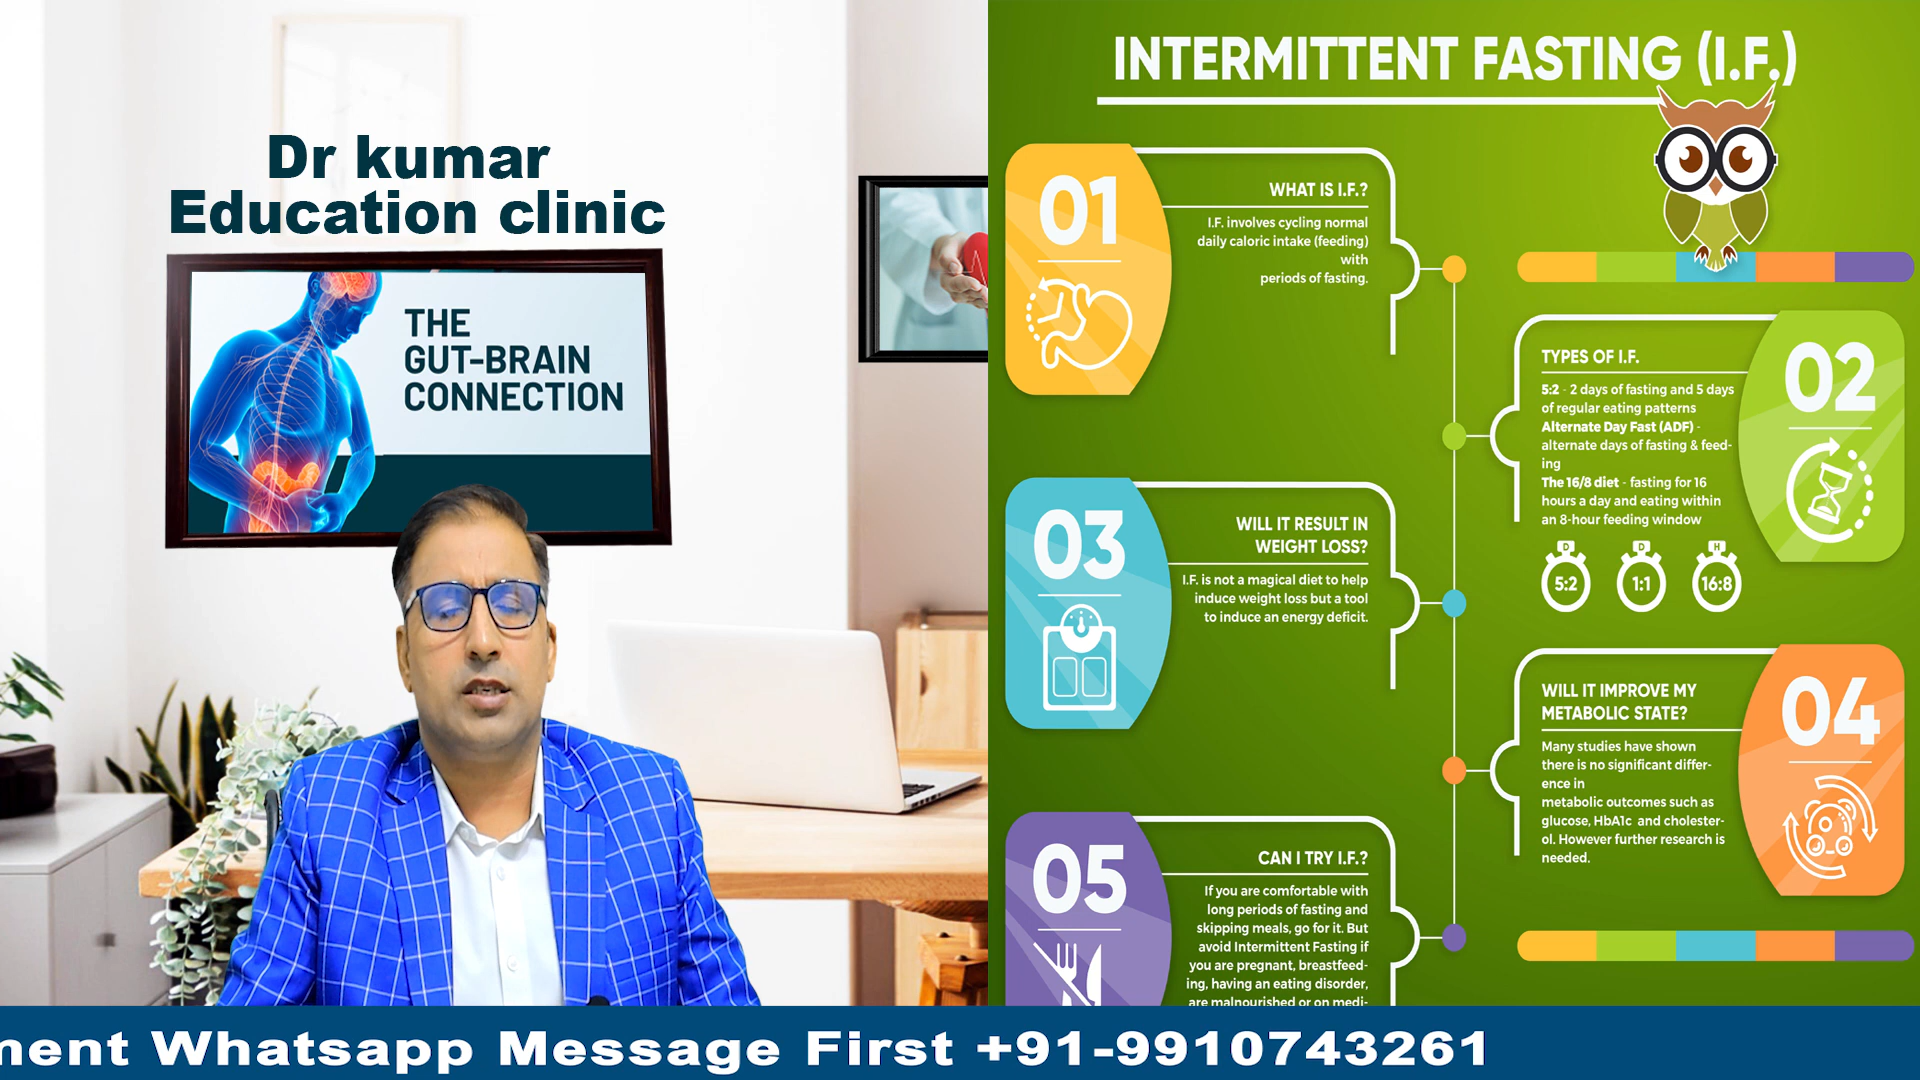 Dr kumar
Education clinic
THE
GUT-BRAIN
CONNECTION
INTERMITTENT FASTING (I.F.)
01
WHAT IS I.F.?
I.F. involves cycling normal
daily caloric intake (feeding)
with
periods of fasting.
02
TYPES OF I.F.
5:2 - 2 days of fasting and 5 days
of regular eating patterns
Alternate Day Fast (ADF) -
alternate days of fasting & feed-
ing
The 16/8 diet - fasting for 16
hours a day and eating within
an 8-hour feeding window
D D H
5:2 1:1 16:8
03
WILL IT RESULT IN
WEIGHT LOSS?
I.F. is not a magical diet to help
induce weight loss but a tool
to induce an energy deficit.
04
WILL IT IMPROVE MY
METABOLIC STATE?
Many studies have shown
there is no significant differ-
ence in
metabolic outcomes such as
glucose, HbA1c and cholester-
ol. However further research is
needed.
05
CAN I TRY I.F.?
If you are comfortable with
long periods of fasting and
skipping meals, go for it. But
avoid Intermittent Fasting if
you are pregnant, breastfeed-
ing, having an eating disorder,
are malnourished or on medi-
Whatsapp Message First +91-9910743261